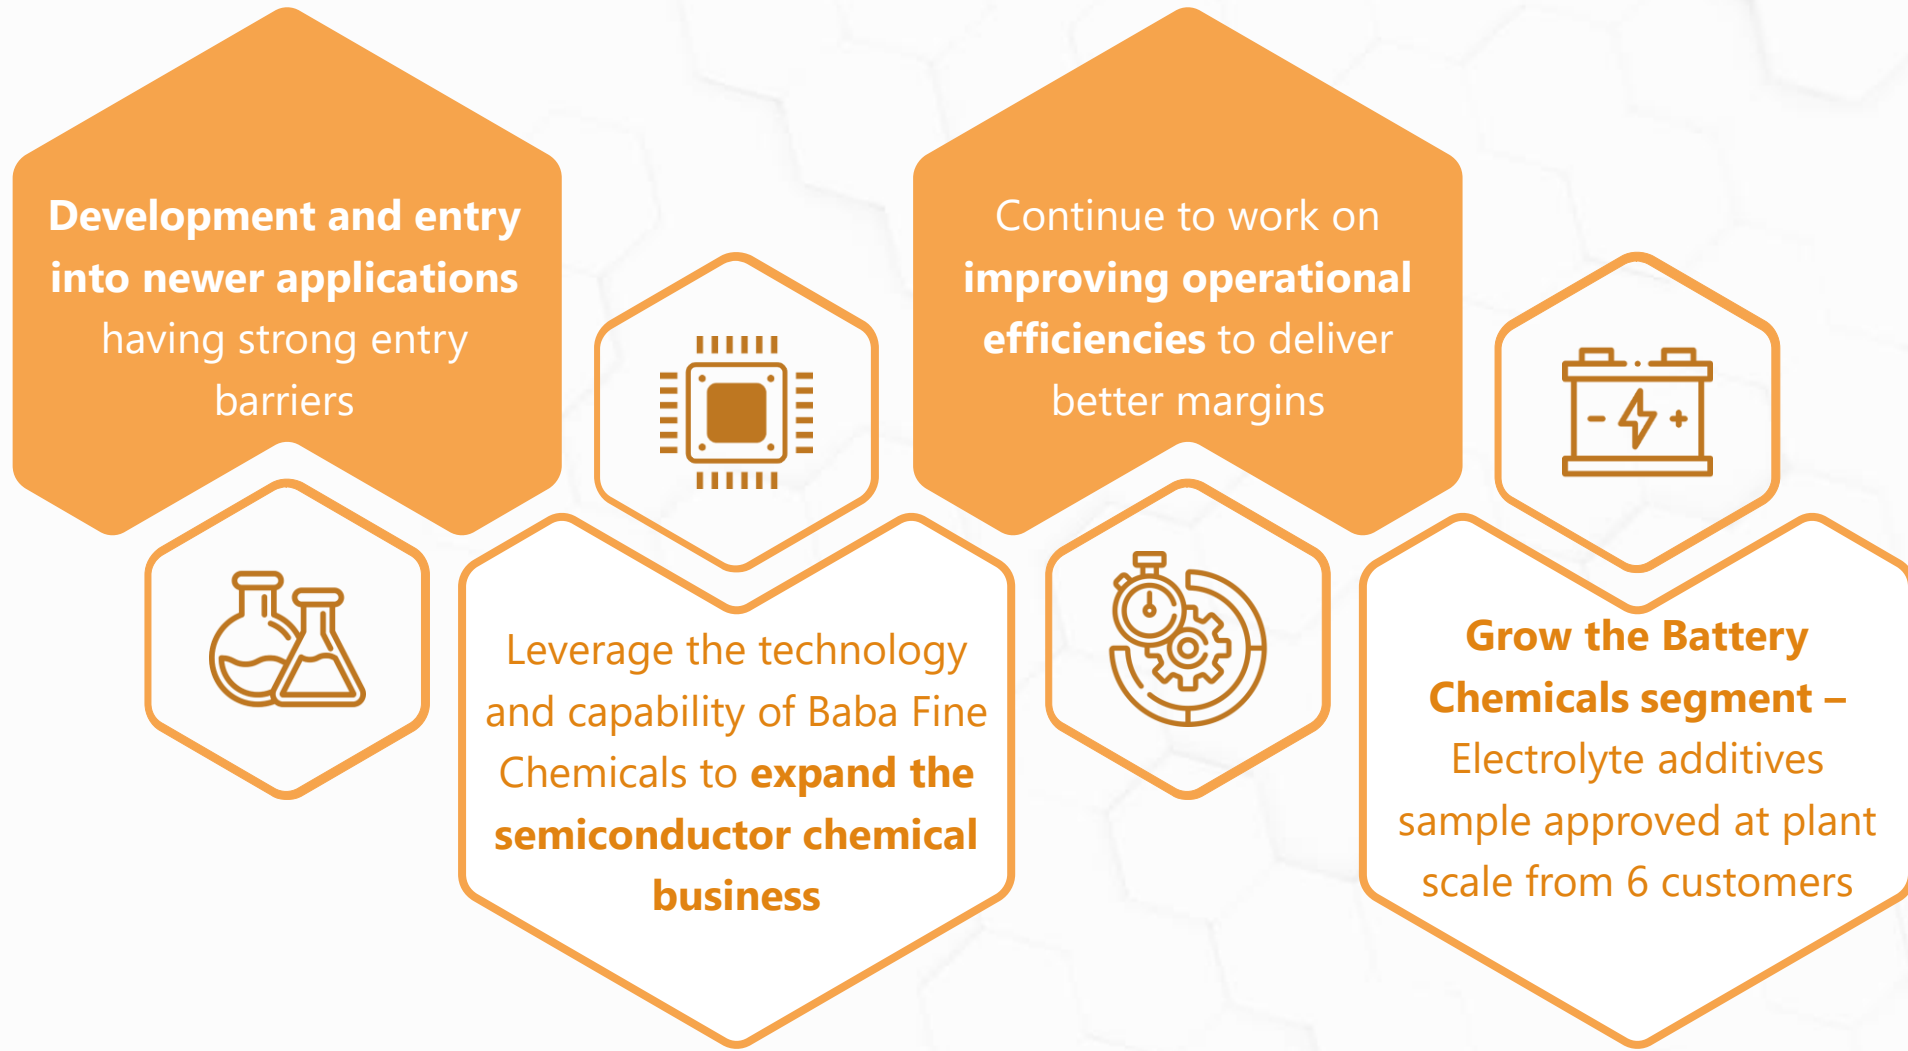 Development and entry
into newer applications
having strong entry
barriers
Leverage the technology
and capability of Baba Fine
Chemicals to expand the
semiconductor chemical
business
Continue to work on
improving operational
efficiencies to deliver
better margins
Grow the Battery
Chemicals segment –
Electrolyte additives
sample approved at plant
scale from 6 customers